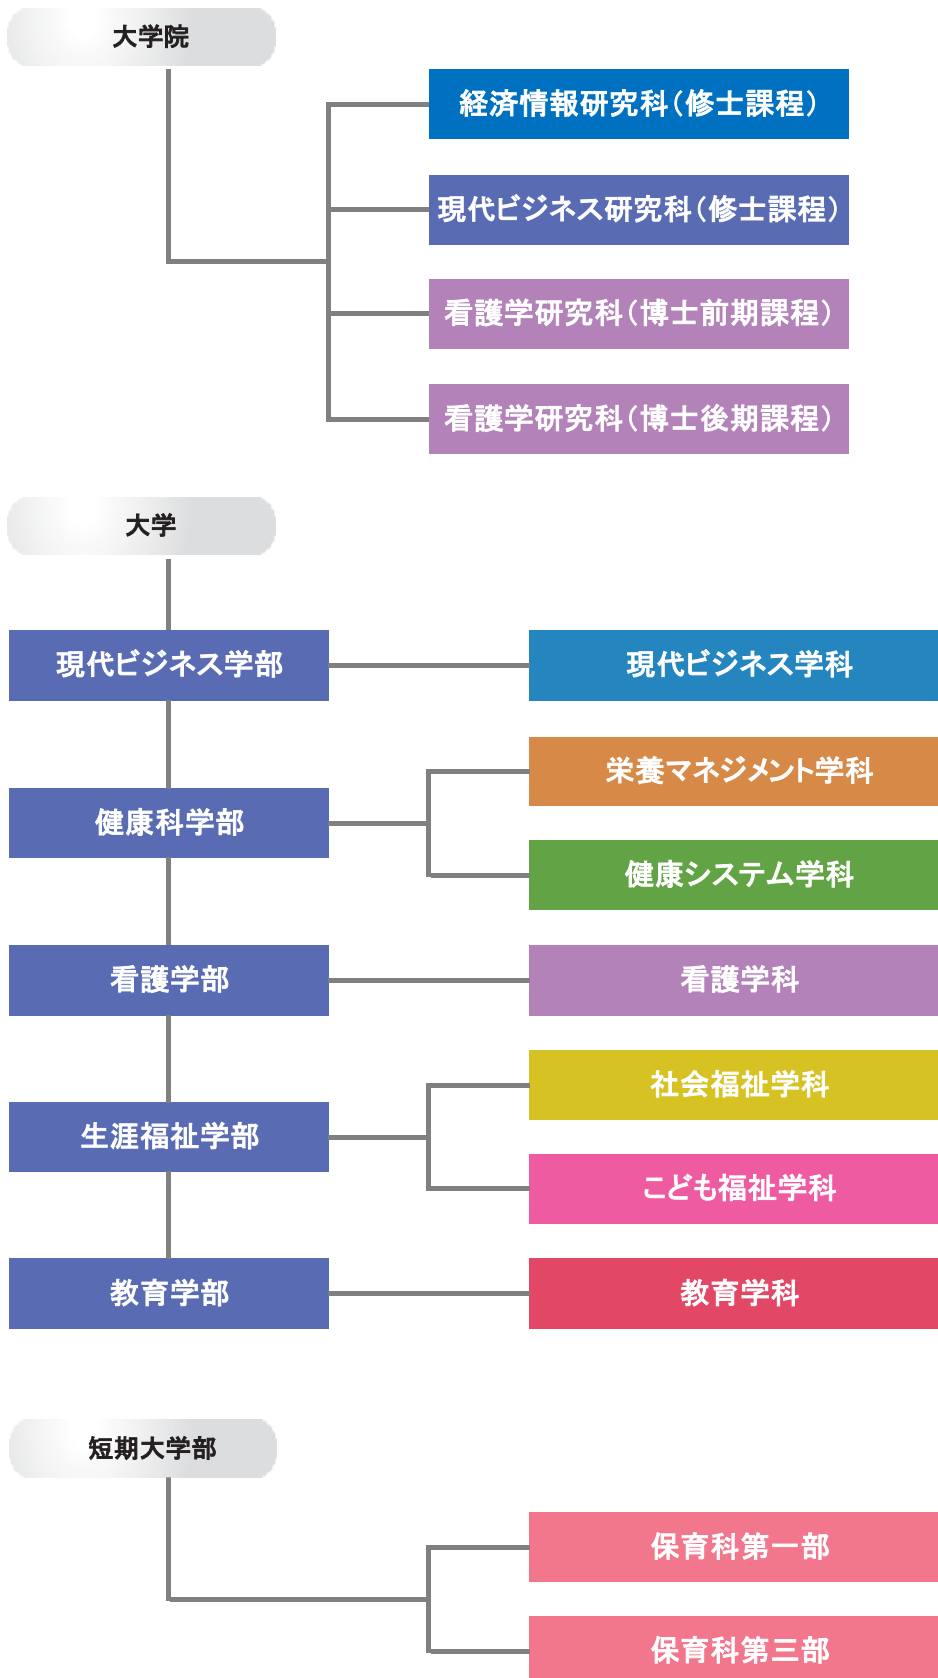 大学院
経済情報研究科（修士課程）
現代ビジネス研究科（修士課程）
看護学研究科（博士前期課程）
看護学研究科（博士後期課程）
大学
現代ビジネス学部
現代ビジネス学科
栄養マネジメント学科
健康科学部
健康システム学科
看護学部
看護学科
社会福祉学科
生涯福祉学部
こども福祉学科
教育学部
教育学科
短期大学部
保育科第一部
保育科第三部